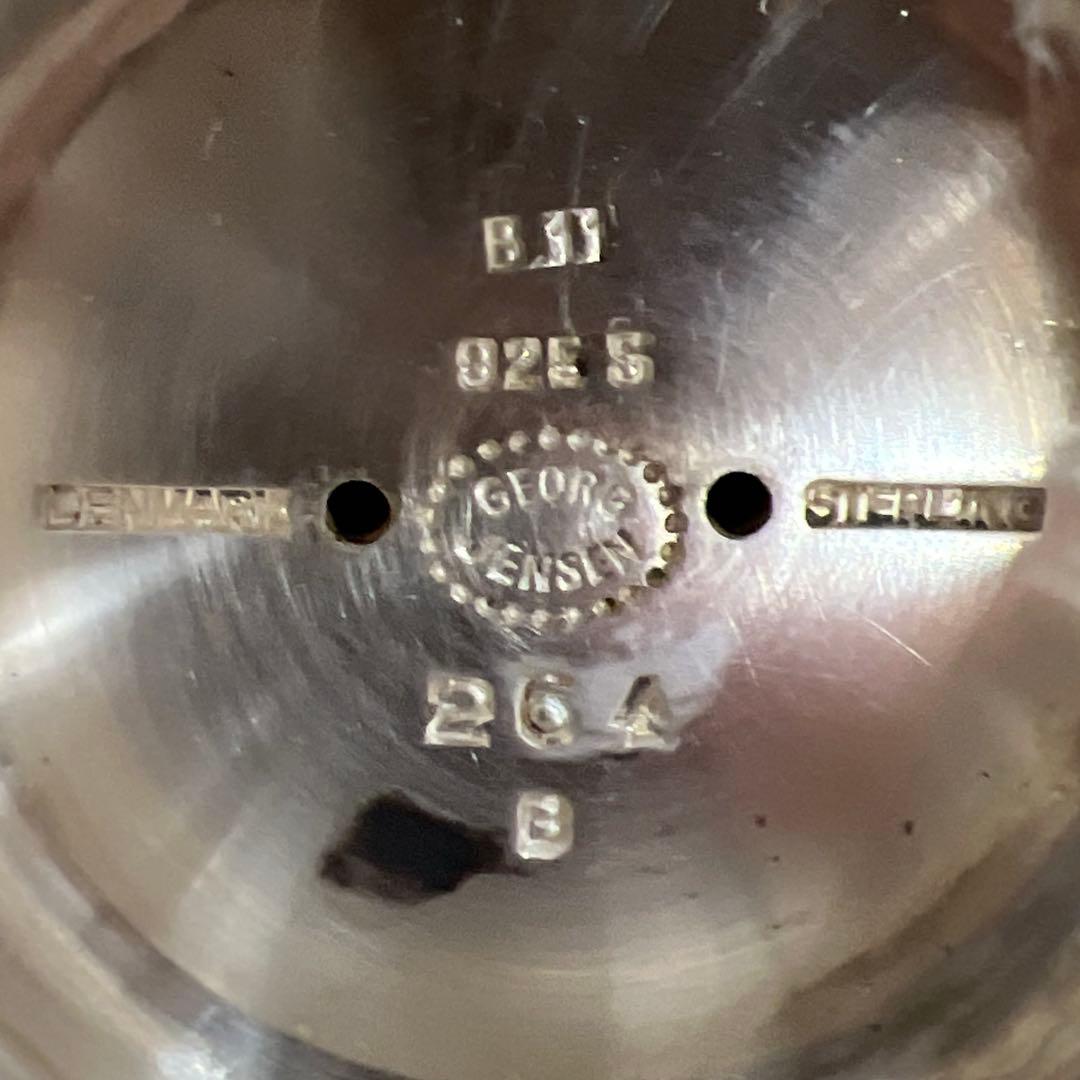 B 11
925 S
DENMARK
GEORG
JENSEN
STERLING
264
B